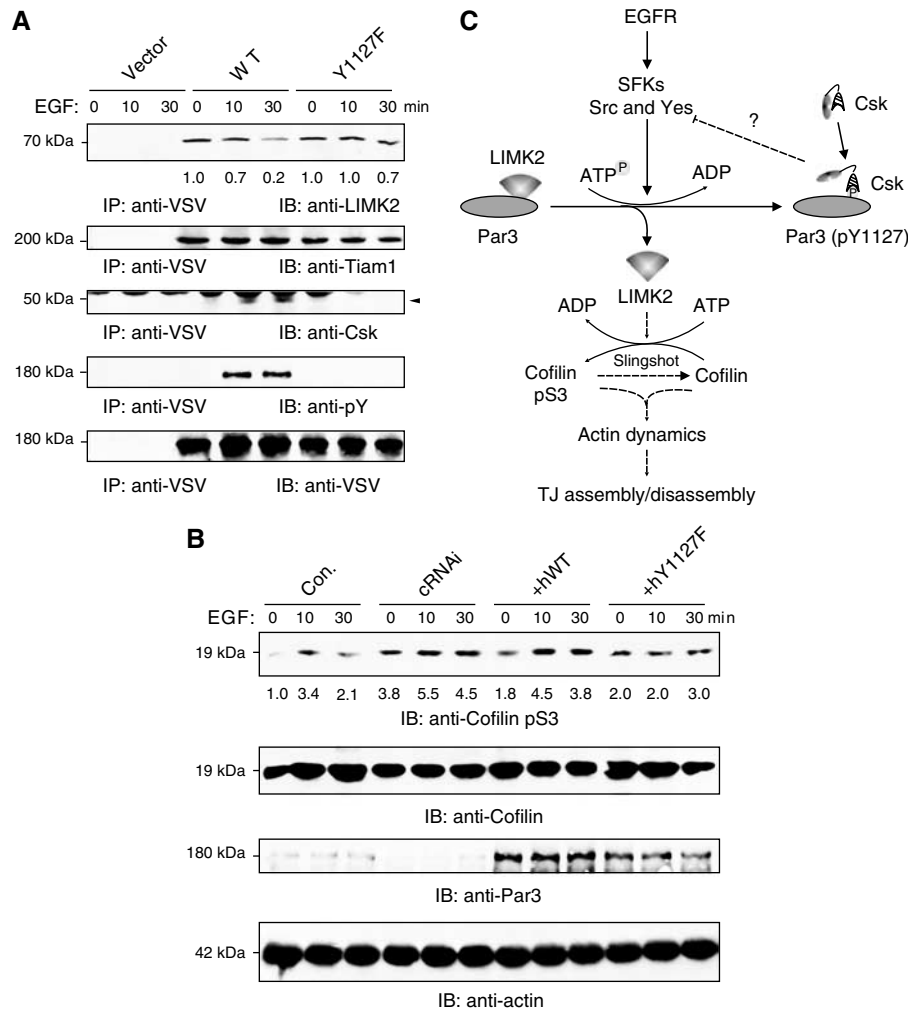 A
Vector
W T
Y1127F
EGF: 0 10 30 0 10 30 0 10 30 min
70 kDa
1.0 0.7 0.2 1.0 1.0 0.7
IP: anti-VSV IB: anti-LIMK2
200 kDa
IP: anti-VSV IB: anti-Tiam1
50 kDa
IP: anti-VSV IB: anti-Csk
180 kDa
IP: anti-VSV IB: anti-pY
180 kDa
IP: anti-VSV IB: anti-VSV
C
EGFR
SFKs
Src and Yes
?
Csk
LIMK2
ATP P
ADP
P
Csk
Par3
Par3 (pY1127)
LIMK2
ADP
ATP
Slingshot
Cofilin
pS3
Cofilin
Actin dynamics
TJ assembly/disassembly
B
Con.
cRNAi
+hWT
+hY1127F
EGF: 0 10 30 0 10 30 0 10 30 0 10 30 min
19 kDa
1.0 3.4 2.1 3.8 5.5 4.5 1.8 4.5 3.8 2.0 2.0 3.0
IB: anti-Cofilin pS3
19 kDa
IB: anti-Cofilin
180 kDa
IB: anti-Par3
42 kDa
IB: anti-actin